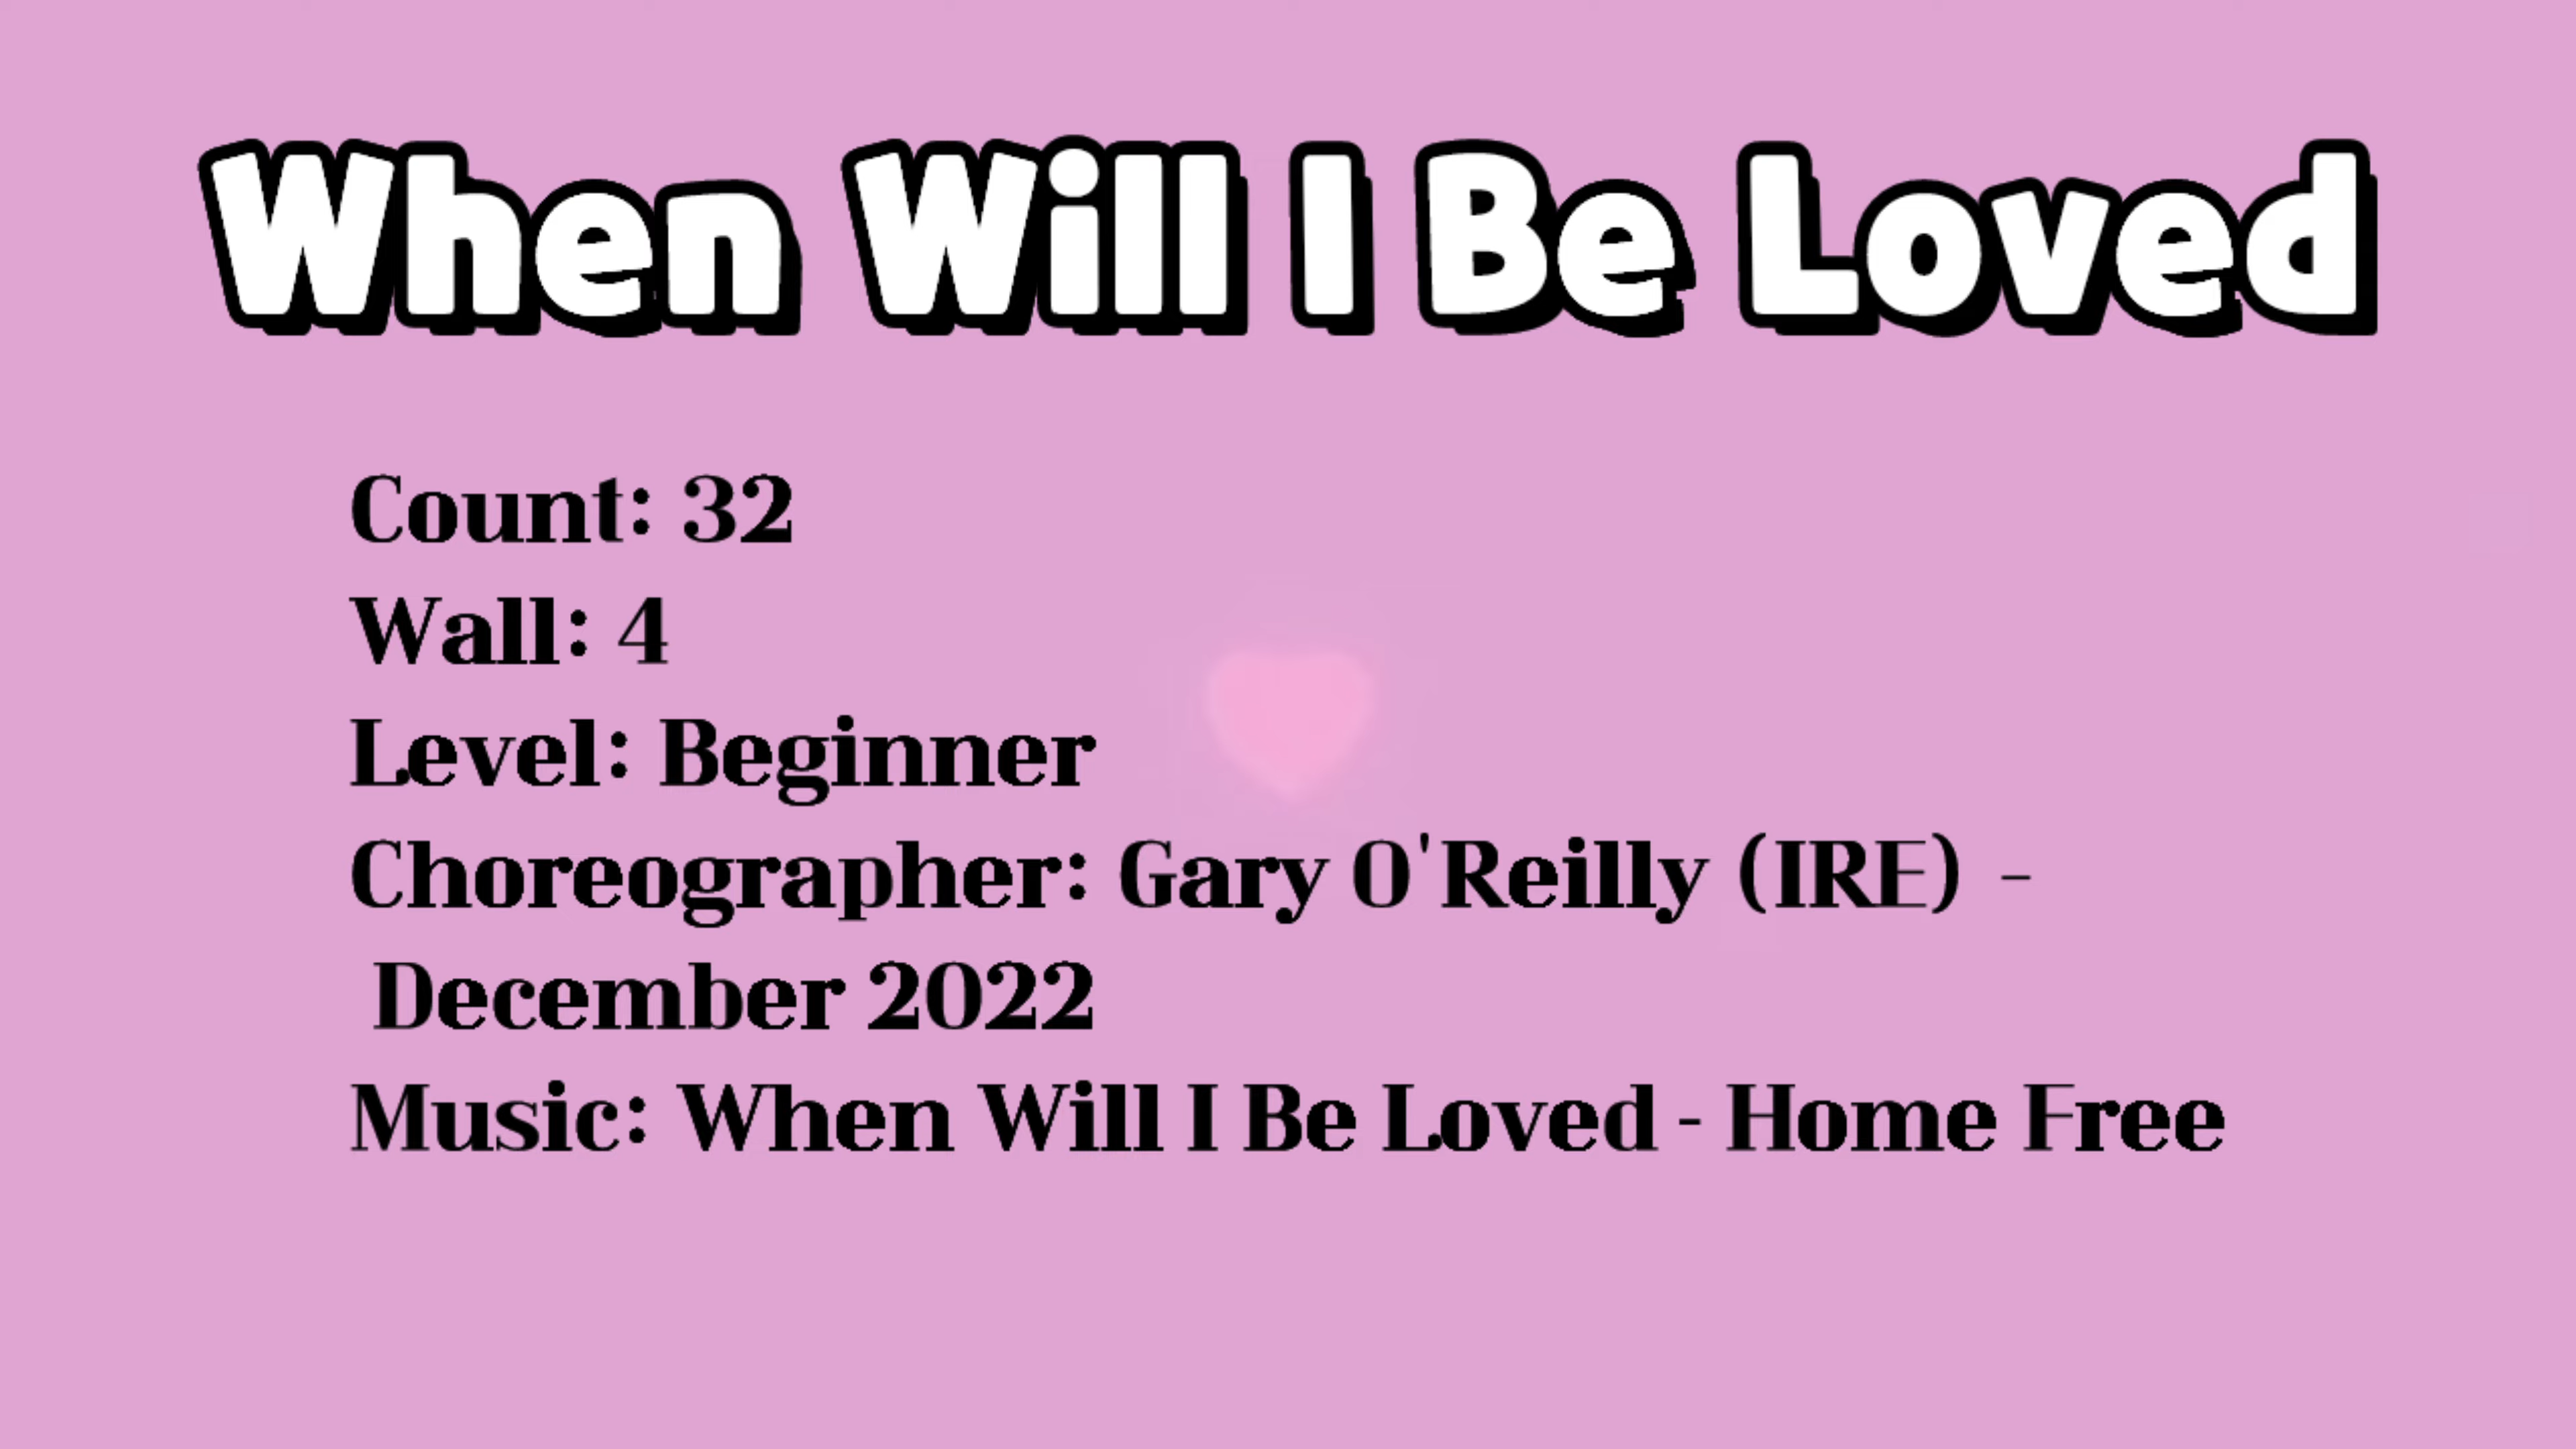 When Will I Be Loved
Count: 32
Wall: 4
Level: Beginner
Choreographer: Gary O'Reilly (IRE) -
December 2022
Music: When Will I Be Loved - Home Free